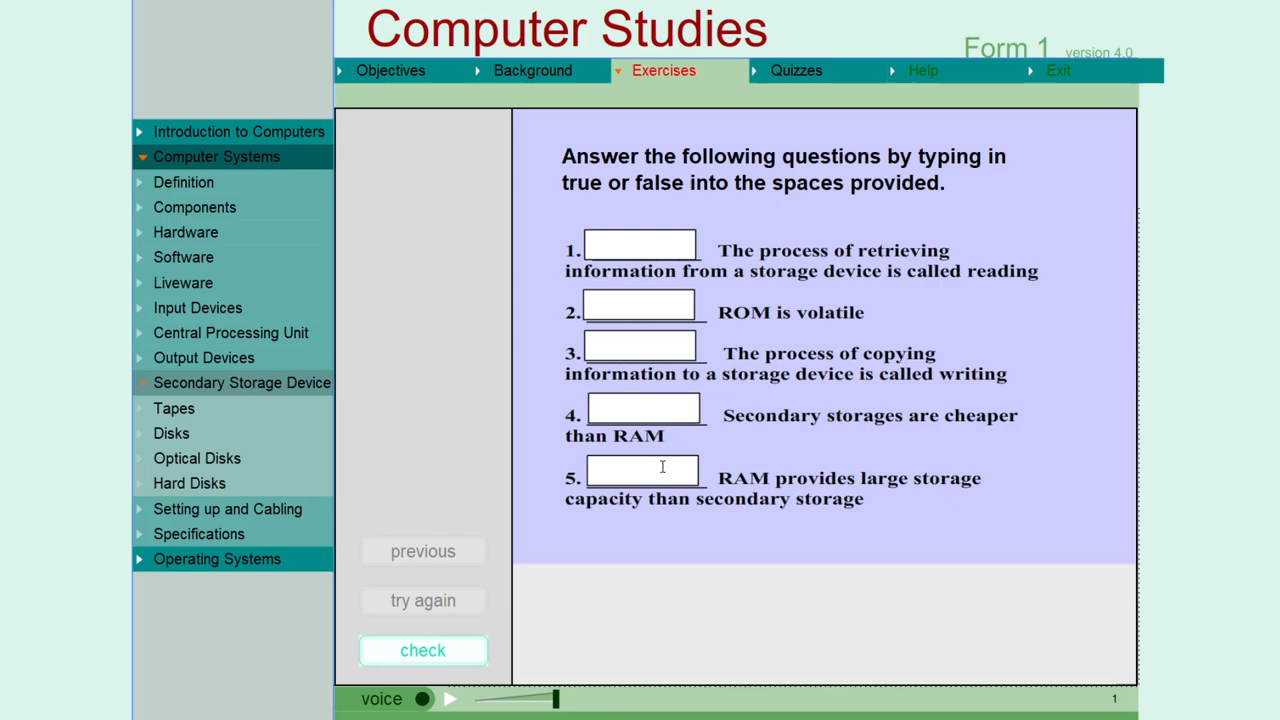 Computer Studies
Form 1 version 4.0
Objectives Background Exercises Quizzes Help Exit
Introduction to Computers
Computer Systems
Definition
Components
Hardware
Software
Liveware
Input Devices
Central Processing Unit
Output Devices
Secondary Storage Device
Tapes
Disks
Optical Disks
Hard Disks
Setting up and Cabling
Specifications
Operating Systems
Answer the following questions by typing in
true or false into the spaces provided.
1. The process of retrieving
information from a storage device is called reading
2. ROM is volatile
3. The process of copying
information to a storage device is called writing
4. Secondary storages are cheaper
than RAM
5. RAM provides large storage
capacity than secondary storage
previous
try again
check
voice
1